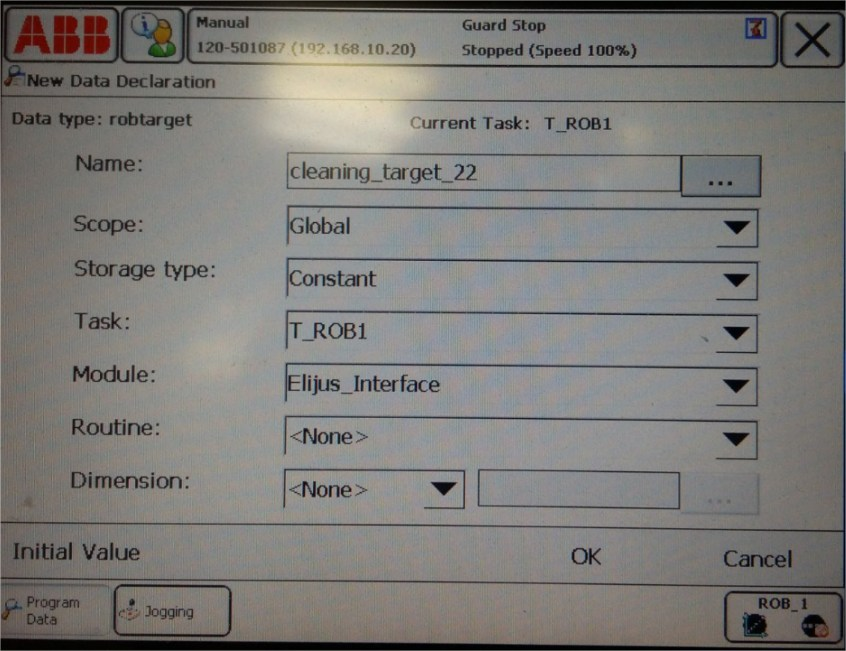 ABB
Manual
120-501087 (192.168.10.20)
Guard Stop
Stopped (Speed 100%)
New Data Declaration
Data type: robtarget
Current Task: T_ROB1
Name:
cleaning_target_22
...
Scope:
Global
Storage type:
Constant
Task:
T_ROB1
Module:
Elijus_Interface
Routine:
<None>
Dimension:
<None>
...
Initial Value
OK
Cancel
Program
Data
Jogging
ROB_1